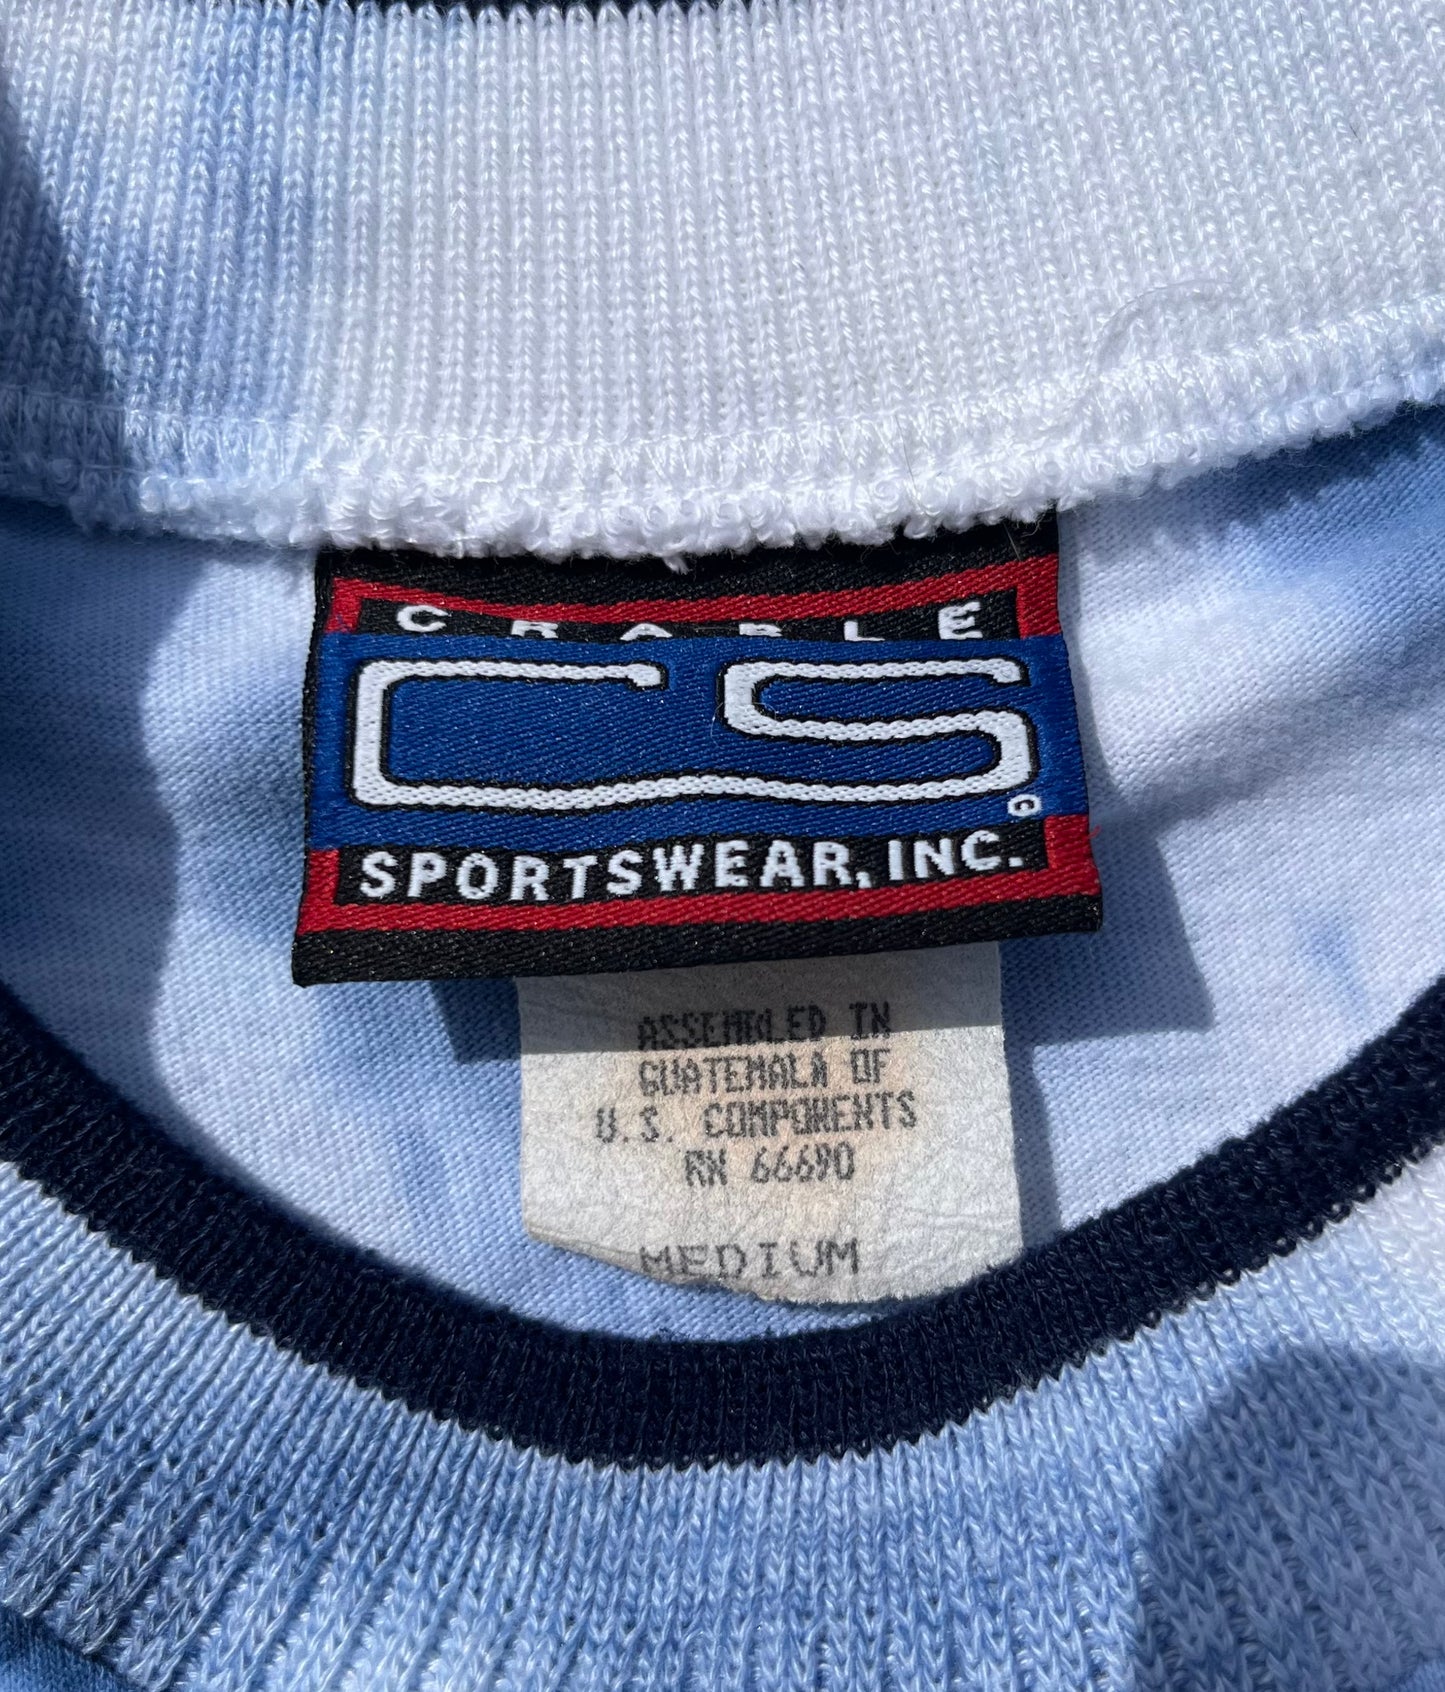 CRABLE
CS
®
SPORTSWEAR, INC.
ASSEMBLED IN
GUATEMALA OF
U.S. COMPONENTS
RN 66690
MEDIUM